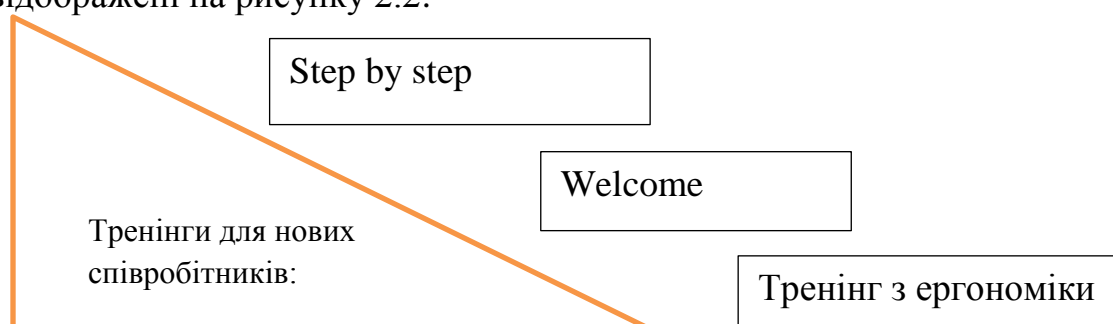 відображені на рисунку 2.2.
Step by step
Welcome
Тренінги для нових
співробітників:
Тренінг з ергономіки